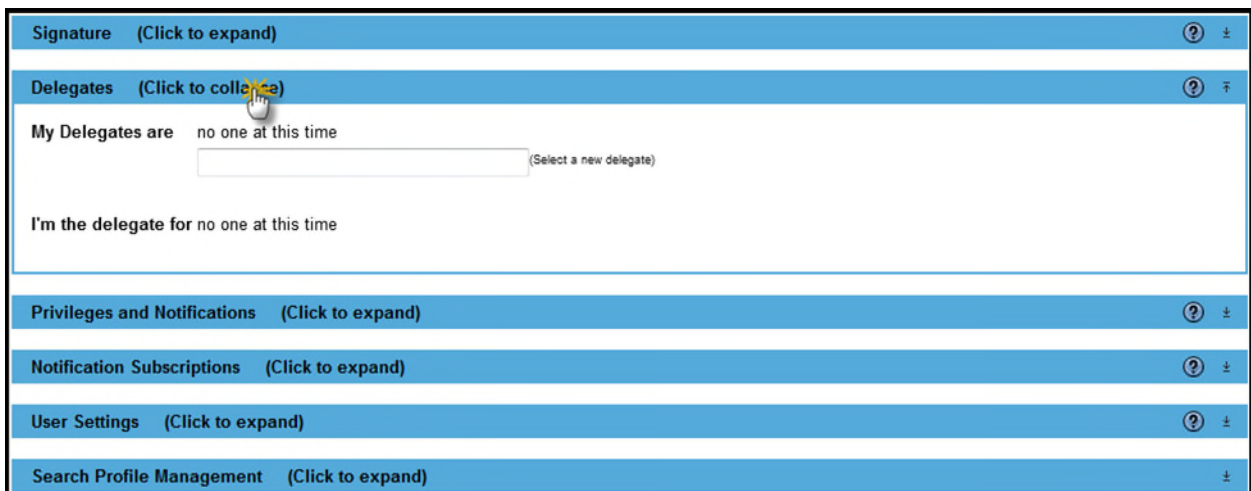 Signature (Click to expand)
Delegates (Click to collapse)
My Delegates are no one at this time
(Select a new delegate)
I'm the delegate for no one at this time
Privileges and Notifications (Click to expand)
Notification Subscriptions (Click to expand)
User Settings (Click to expand)
Search Profile Management (Click to expand)